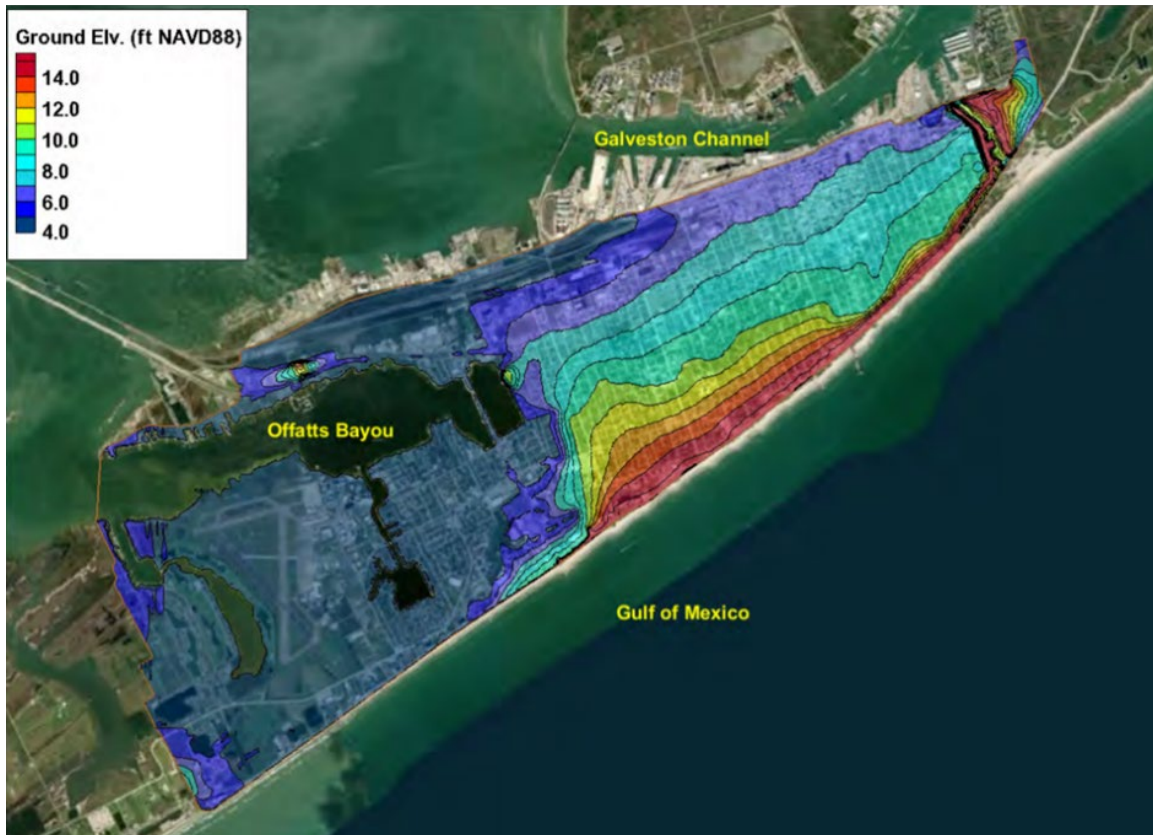 Ground Elv. (ft NAVD88)
14.0
12.0
10.0
8.0
6.0
4.0
Galveston Channel
Offatts Bayou
Gulf of Mexico